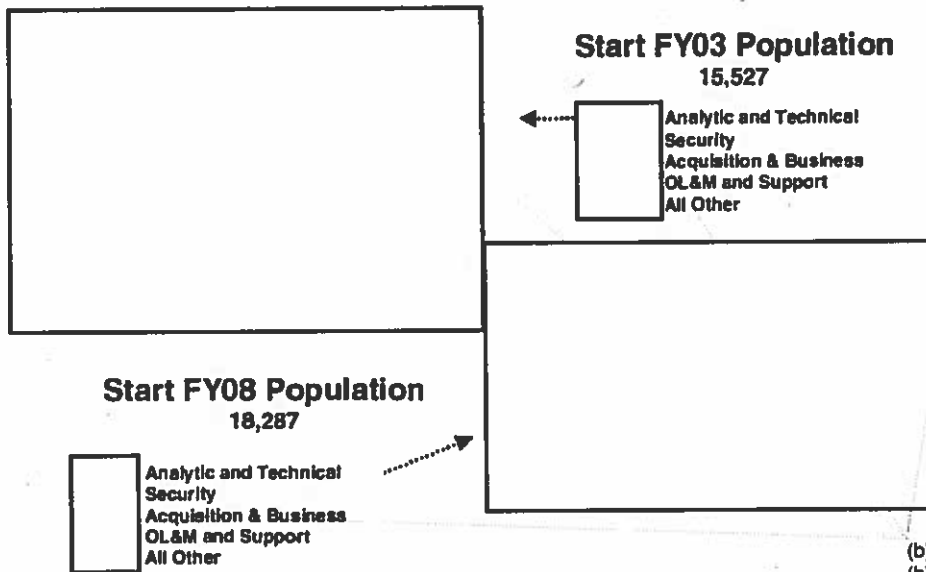 Start FY03 Population
15,527
Analytic and Technical
Security
Acquisition & Business
OL&M and Support
All Other
Start FY08 Population
18,287
Analytic and Technical
Security
Acquisition & Business
OL&M and Support
All Other
(b)